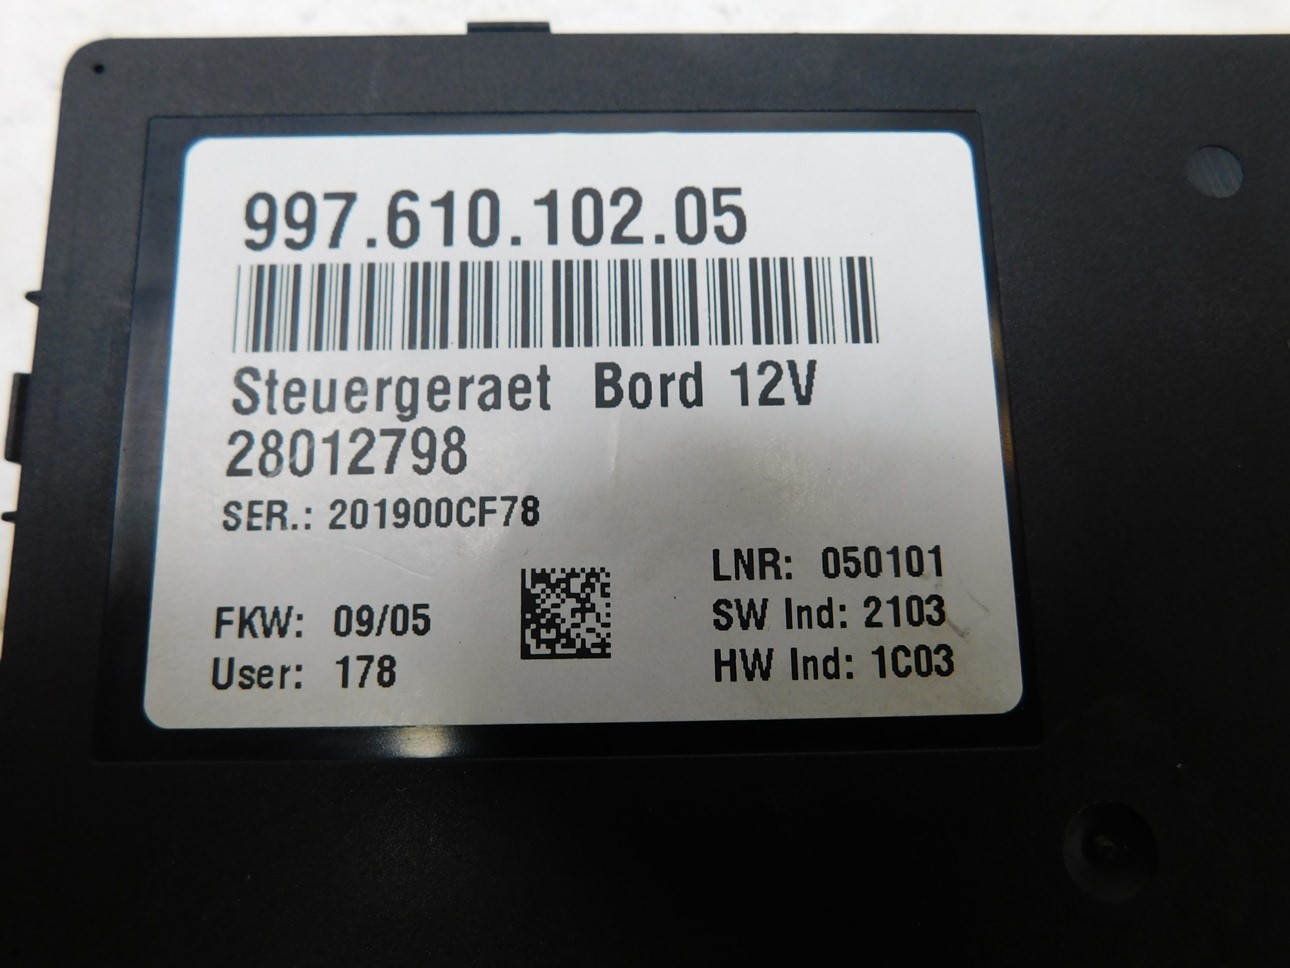 997.610.102.05
Steuergeraet Bord 12V
28012798
SER.: 201900CF78
LNR: 050101
FKW: 09/05
SW Ind: 2103
User: 178
HW Ind: 1C03